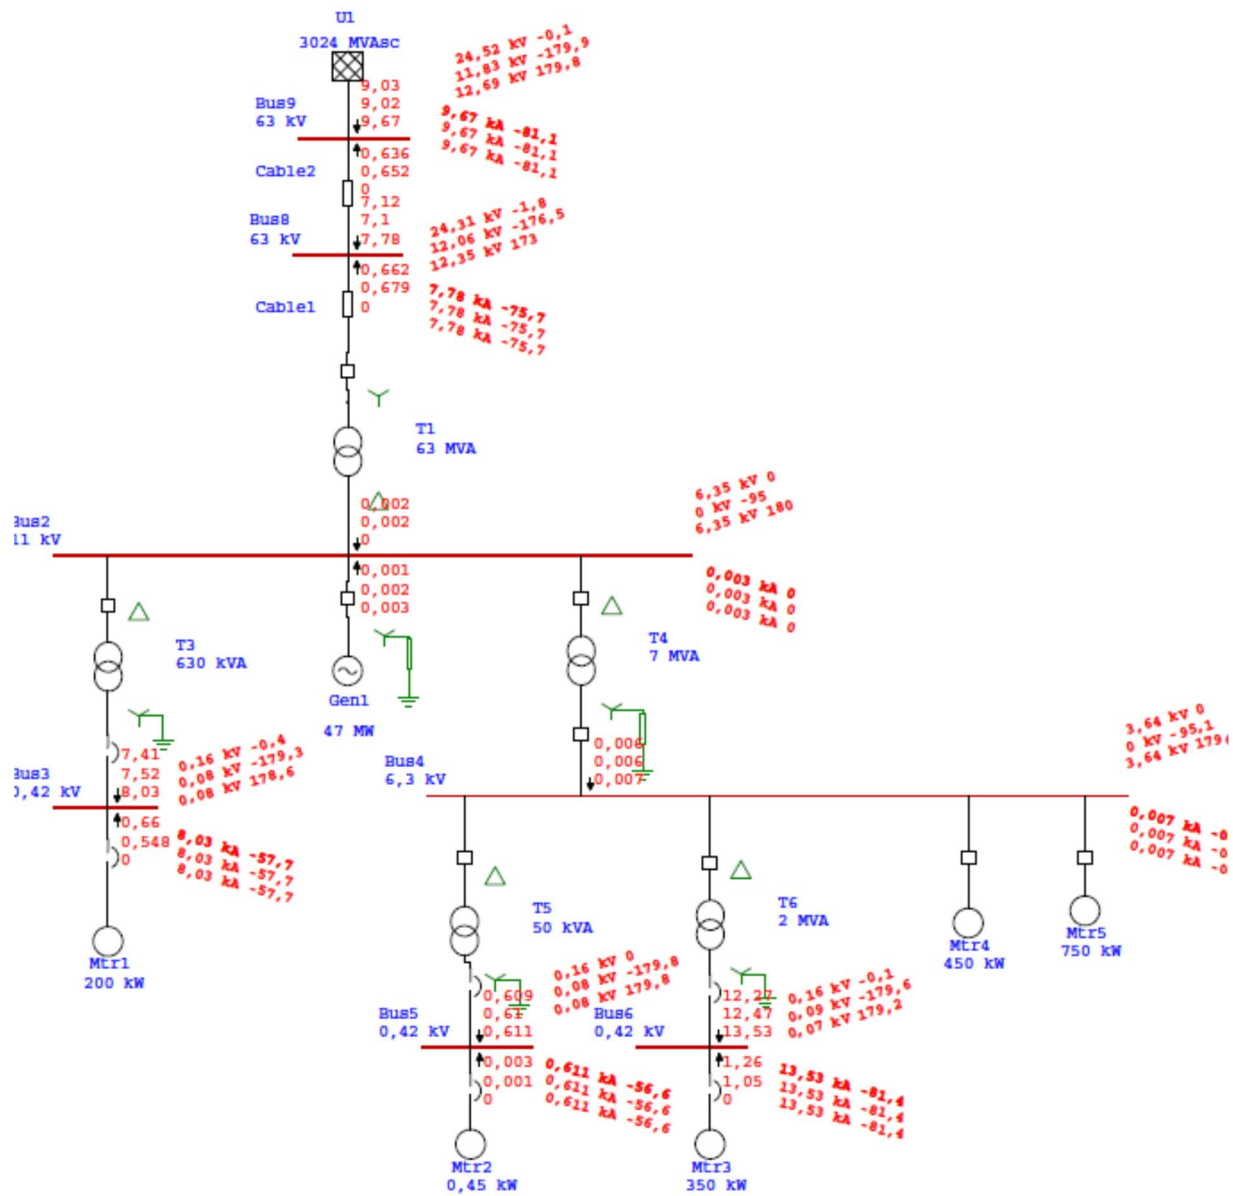 U1
3024 MVAsc
24,52 kV -0,1
11,83 kV -179,9
12,69 kV 179,8
9,03
9,02
9,67
Bus9
63 kV
9,67 kA -81,1
9,67 kA -81,1
9,67 kA -81,1
0,636
0,652
0
Cable2
7,12
7,1
7,78
Bus8
63 kV
24,31 kV -1,8
12,06 kV -176,5
12,35 kV 173
0,662
0,679
0
Cable1
7,78 kA -75,7
7,78 kA -75,7
7,78 kA -75,7
T1
63 MVA
0,002
0,002
0
6,35 kV 0
0 kV -95
6,35 kV 180
Bus2
11 kV
0,001
0,002
0,003
0,003 kA 0
0,003 kA 0
0,003 kA 0
T3
630 kVA
T4
7 MVA
Gen1
47 MW
7,41
7,52
8,03
0,16 kV -0,4
0,08 kV -179,3
0,08 kV 178,6
Bus3
0,42 kV
0,66
0,548
0
8,03 kA -57,7
8,03 kA -57,7
8,03 kA -57,7
Mtr1
200 kW
0,006
0,006
0,007
Bus4
6,3 kV
3,64 kV 0
0 kV -95,1
3,64 kV 179,
0,007 kA -0
0,007 kA -0
0,007 kA -0
T5
50 kVA
T6
2 MVA
Mtr4
450 kW
Mtr5
750 kW
0,609
0,61
0,611
0,16 kV 0
0,08 kV -179,8
0,08 kV 179,8
Bus5
0,42 kV
0,003
0,001
0
0,611 kA -56,6
0,611 kA -56,6
0,611 kA -56,6
Mtr2
0,45 kW
12,27
12,47
13,53
0,16 kV -0,1
0,09 kV -179,6
0,07 kV 179,2
Bus6
0,42 kV
1,26
1,05
0
13,53 kA -81,4
13,53 kA -81,4
13,53 kA -81,4
Mtr3
350 kW